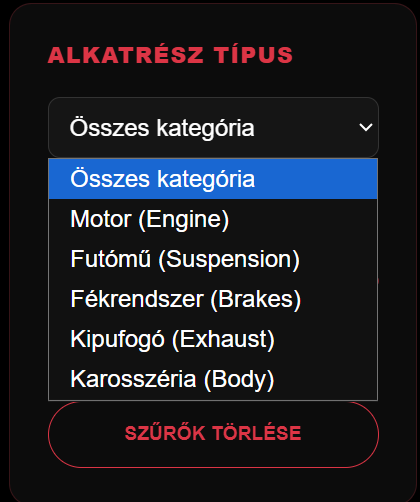 ALKATRÉSZ TÍPUS
Összes kategória
Összes kategória
Motor (Engine)
Futómű (Suspension)
Fékrendszer (Brakes)
Kipufogó (Exhaust)
Karosszéria (Body)
SZŰRŐK TÖRLÉSE